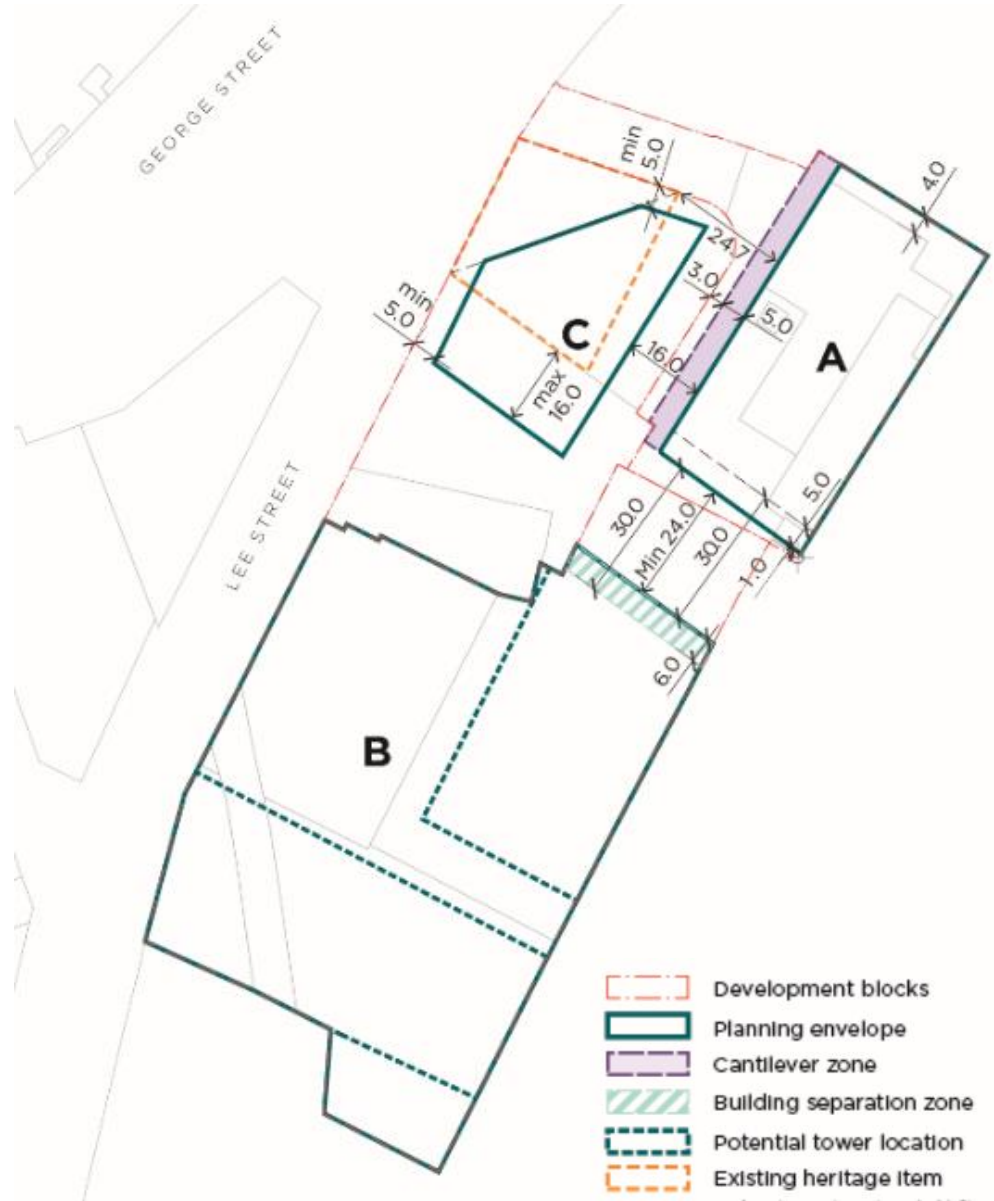 GEORGE STREET
min
5.0
4.0
24.7
3.0
5.0
min
5.0
C
16.0
A
max
16.0
5.0
30.0
Min 24.0
30.0
1.0
LEE STREET
6.0
B
Development blocks
Planning envelope
Cantilever zone
Building separation zone
Potential tower location
Existing heritage item